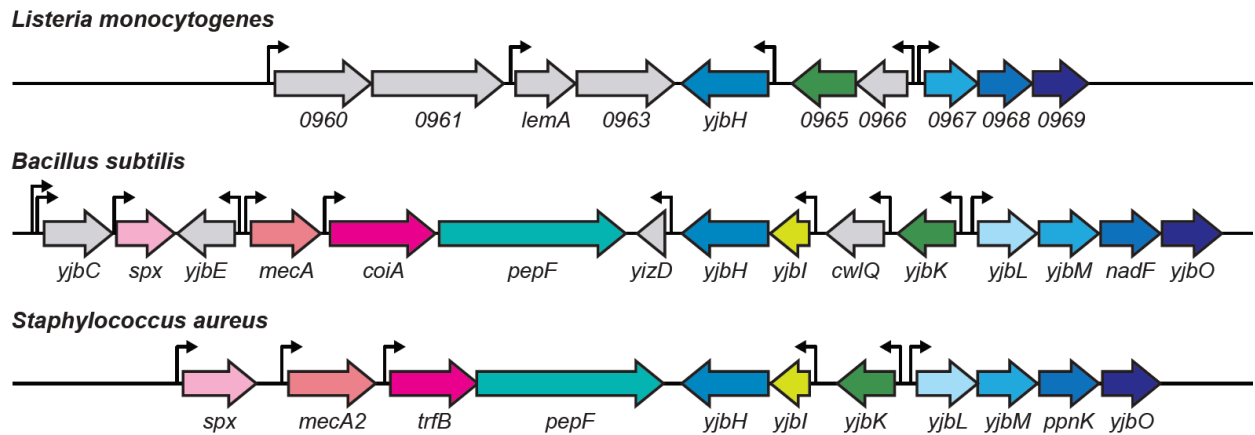 Listeria monocytogenes
0960 0961 lemA 0963 yjbH 0965 0966 0967 0968 0969
Bacillus subtilis
yjbC spx yjbE mecA coiA pepF yizD yjbH yjbI cwlQ yjbK yjbL yjbM nadF yjbO
Staphylococcus aureus
spx mecA2 trfB pepF yjbH yjbI yjbK yjbL yjbM ppnK yjbO